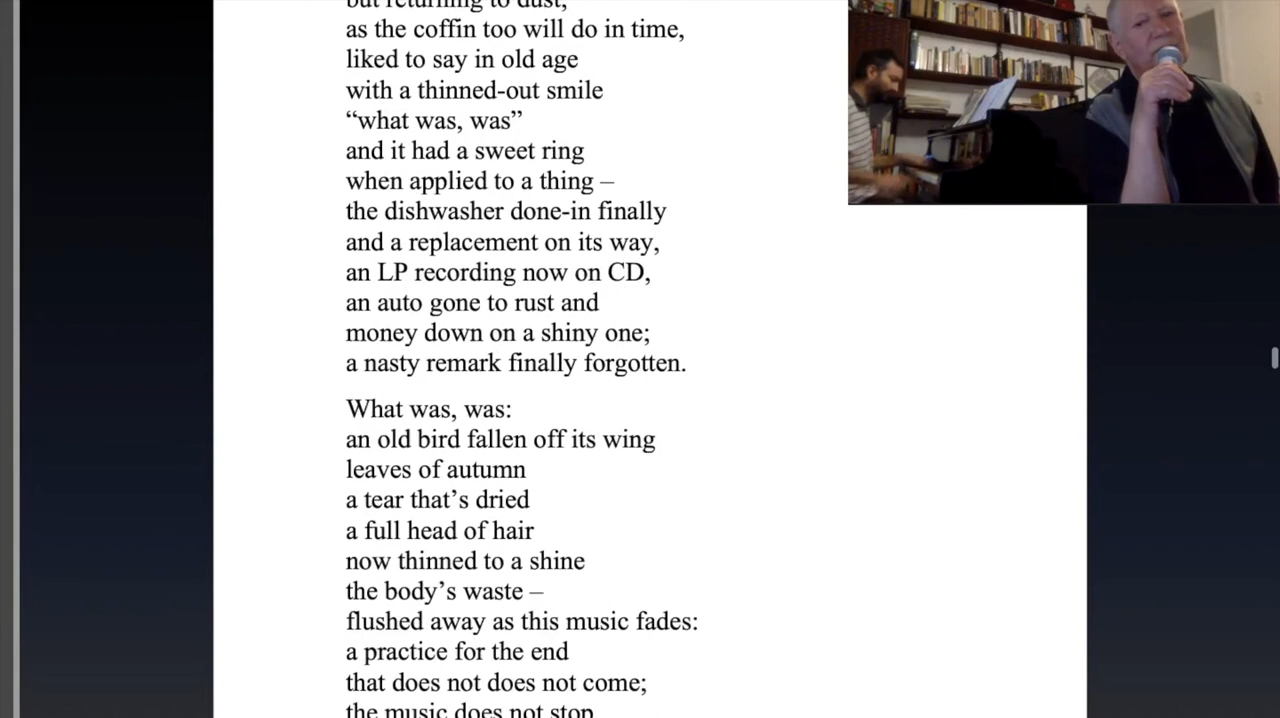 but returning to dust,
as the coffin too will do in time,
liked to say in old age
with a thinned-out smile
“what was, was”
and it had a sweet ring
when applied to a thing –
the dishwasher done-in finally
and a replacement on its way,
an LP recording now on CD,
an auto gone to rust and
money down on a shiny one;
a nasty remark finally forgotten.
What was, was:
an old bird fallen off its wing
leaves of autumn
a tear that’s dried
a full head of hair
now thinned to a shine
the body’s waste –
flushed away as this music fades:
a practice for the end
that does not does not come;
the music does not stop